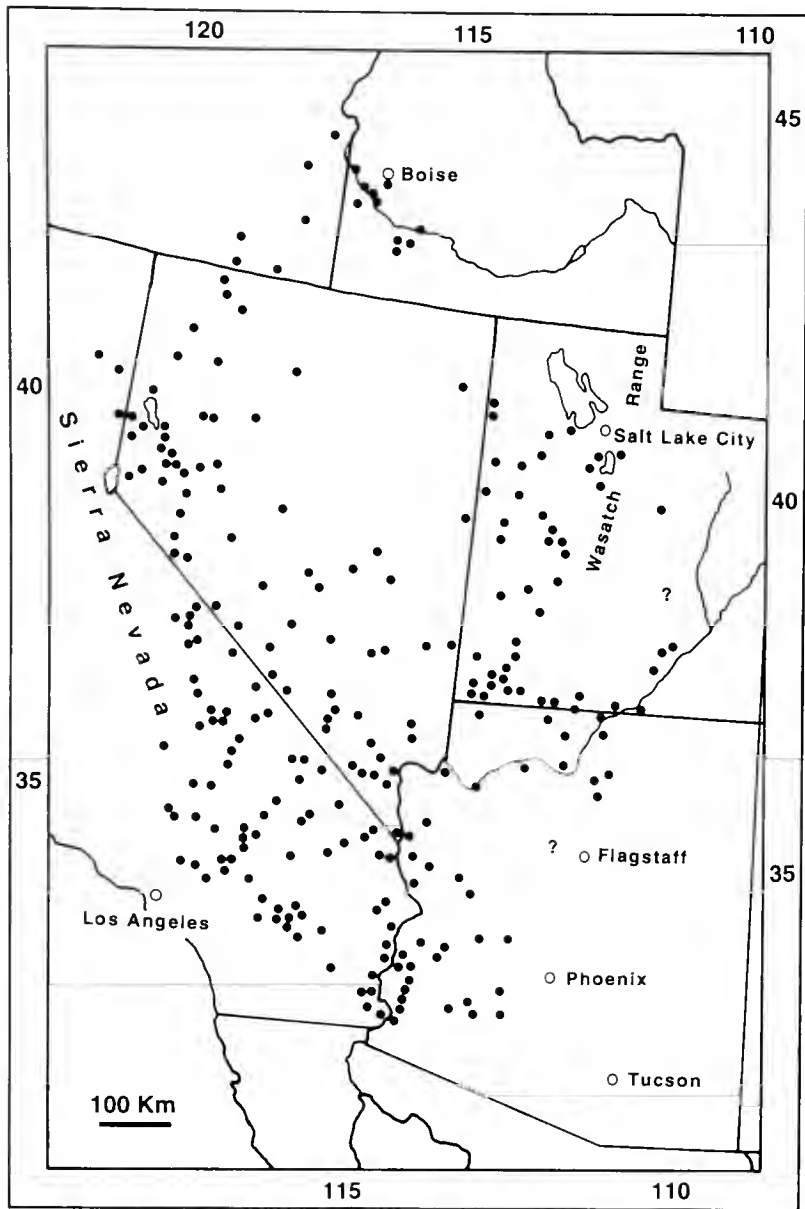 120 115 110
45
Boise
Range
40
Salt Lake City
40
Wasatch
Sierra Nevada
?
35
?
Flagstaff
35
Los Angeles
Phoenix
Tucson
100 Km
115 110